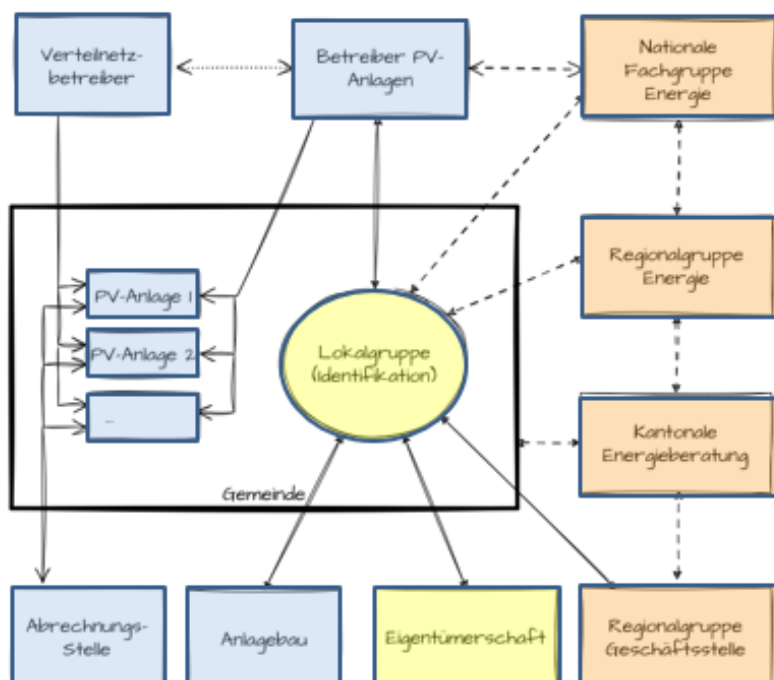 Verteilnetz-
betreiber
Betreiber PV-
Anlagen
Nationale
Fachgruppe
Energie
Regionalgruppe
Energie
PV-Anlage 1
PV-Anlage 2
...
Lokalgruppe
(Identifikation)
Kantonale
Energieberatung
Gemeinde
Abrechnungs-
Stelle
Anlagebau
Eigentümerschaft
Regionalgruppe
Geschäftsstelle